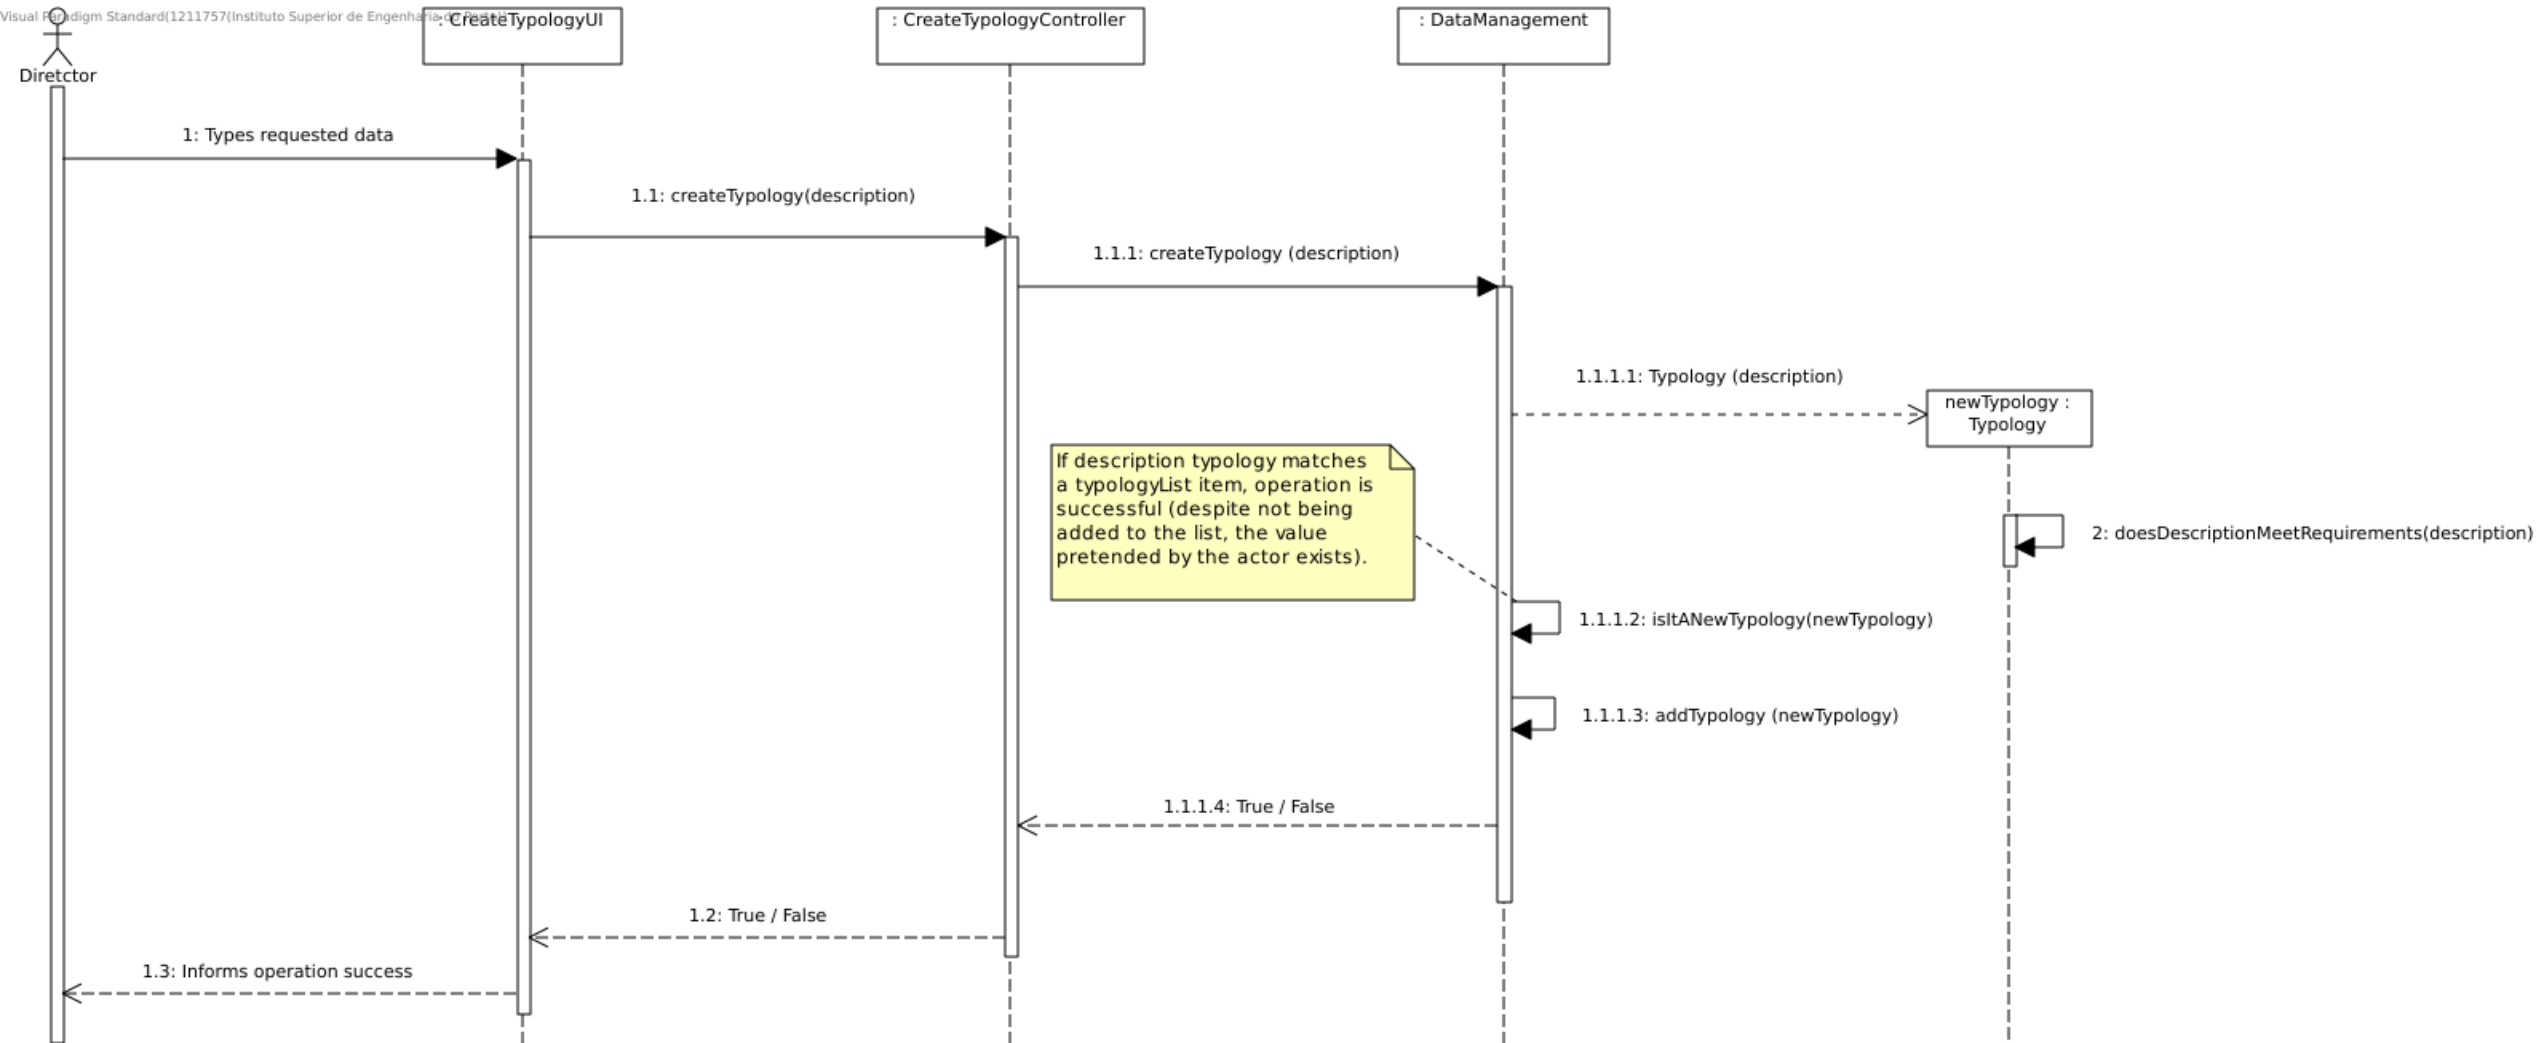 Visual Paradigm Standard(1211757(Instituto Superior de Engenharia do Porto))
: CreateTypologyUI
: CreateTypologyController
: DataManagement
Diretctor
1: Types requested data
1.1: createTypology(description)
1.1.1: createTypology (description)
1.1.1.1: Typology (description)
newTypology :
Typology
If description typology matches
a typologyList item, operation is
successful (despite not being
added to the list, the value
pretended by the actor exists).
2: doesDescriptionMeetRequirements(description)
1.1.1.2: isItANewTypology(newTypology)
1.1.1.3: addTypology (newTypology)
1.1.1.4: True / False
1.2: True / False
1.3: Informs operation success